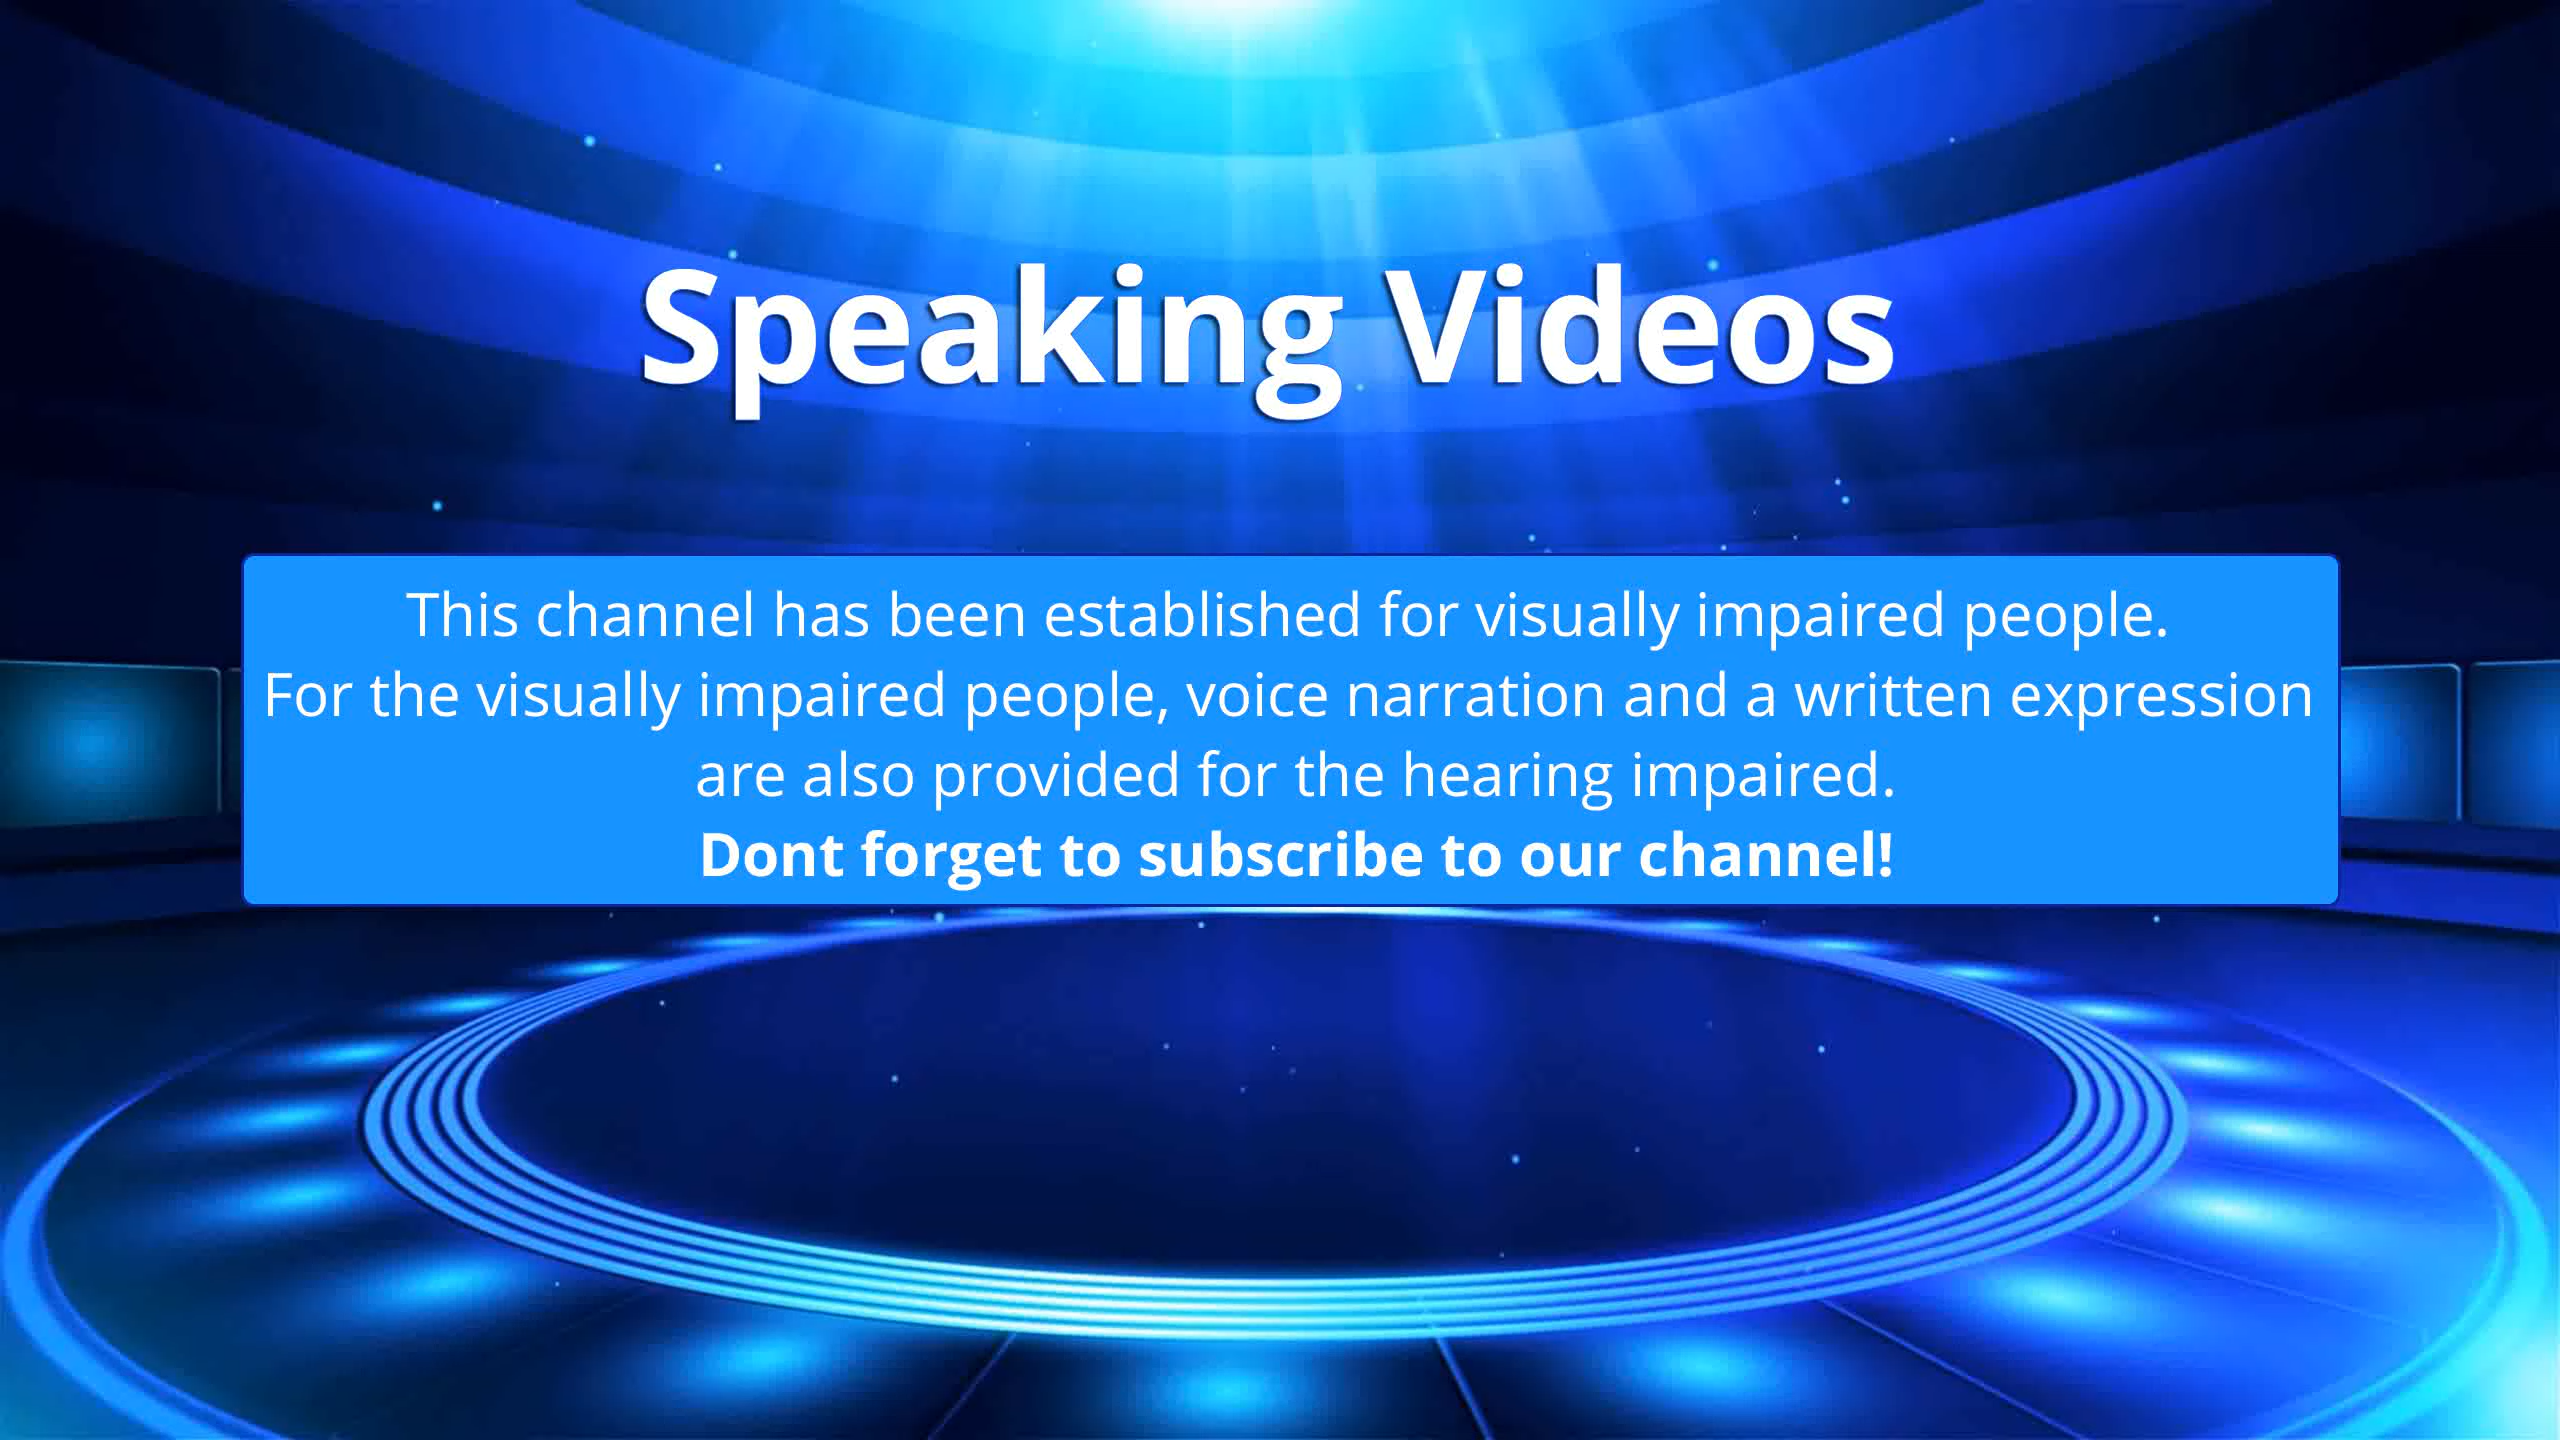 Speaking Videos
This channel has been established for visually impaired people.
For the visually impaired people, voice narration and a written expression
are also provided for the hearing impaired.
Dont forget to subscribe to our channel!